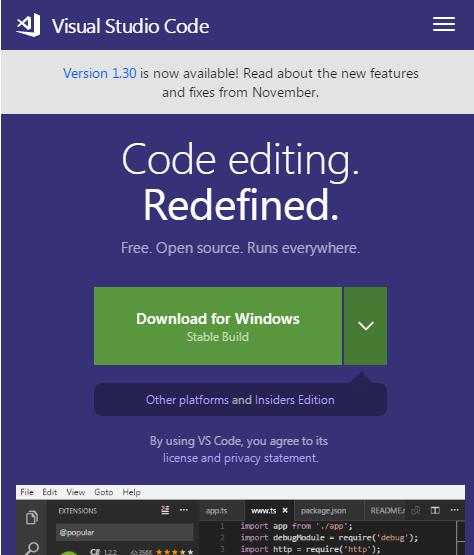 Visual Studio Code
Version 1.30 is now available! Read about the new features
and fixes from November.
Code editing.
Redefined.
Free. Open source. Runs everywhere.
Download for Windows
Stable Build
Other platforms and Insiders Edition
By using VS Code, you agree to its
license and privacy statement.
File Edit View Goto Help
EXTENSIONS
app.ts www.ts package.json README.
@popular
1 import app from './app';
2 import debugModule = require('debug');
C# 1.2.2 356K ★★★★★
3 import http = require('http');